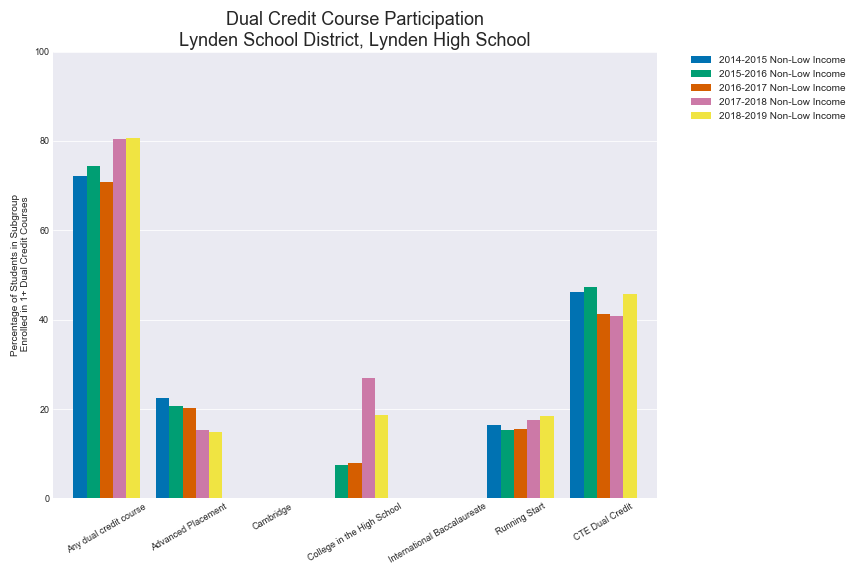 Dual Credit Course Participation
Lynden School District, Lynden High School
2014-2015 Non-Low Income
2015-2016 Non-Low Income
2016-2017 Non-Low Income
2017-2018 Non-Low Income
2018-2019 Non-Low Income
Percentage of Students in Subgroup
Enrolled in 1+ Dual Credit Courses
100
80
60
40
20
0
Any dual credit course
Advanced Placement
Cambridge
College in the High School
International Baccalaureate
Running Start
CTE Dual Credit